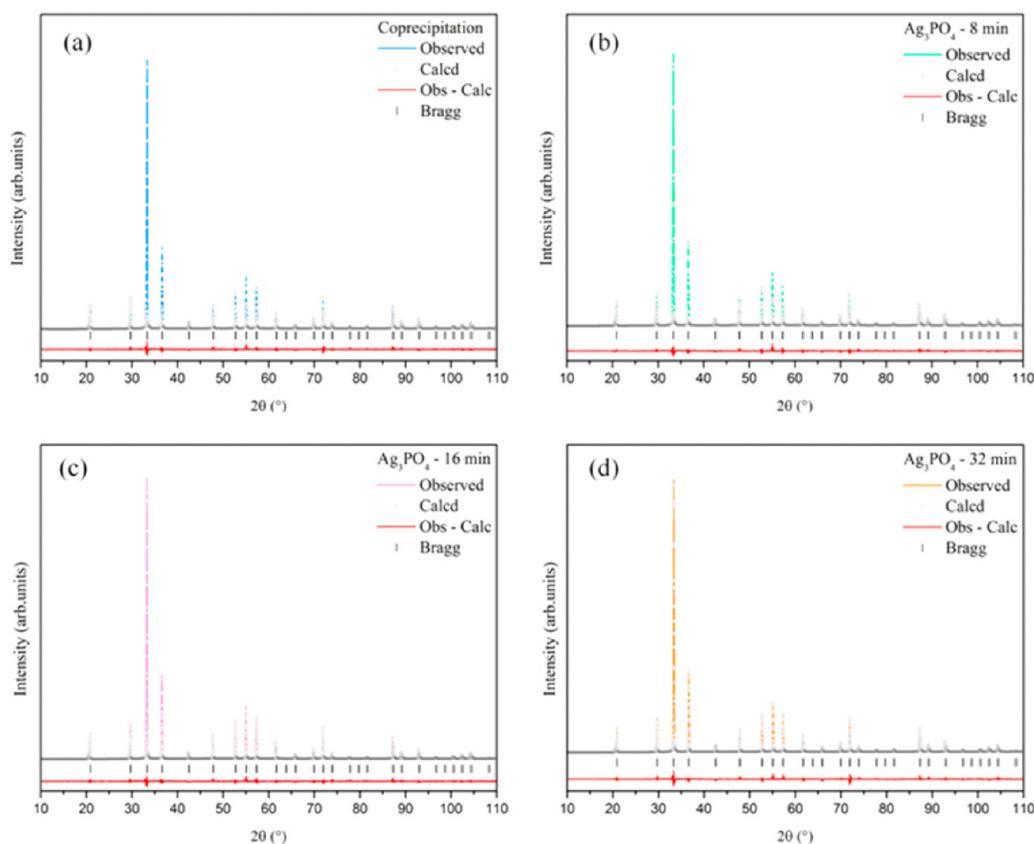 (a)
Coprecipitation
Observed
Calcd
Obs - Calc
Bragg
Intensity (arb.units)
10 20 30 40 50 60 70 80 90 100 110
2θ (°)
(b)
Ag₃PO₄ - 8 min
Observed
Calcd
Obs - Calc
Bragg
Intensity (arb.units)
10 20 30 40 50 60 70 80 90 100 110
2θ (°)
(c)
Ag₃PO₄ - 16 min
Observed
Calcd
Obs - Calc
Bragg
Intensity (arb.units)
10 20 30 40 50 60 70 80 90 100 110
2θ (°)
(d)
Ag₃PO₄ - 32 min
Observed
Calcd
Obs - Calc
Bragg
Intensity (arb.units)
10 20 30 40 50 60 70 80 90 100 110
2θ (°)